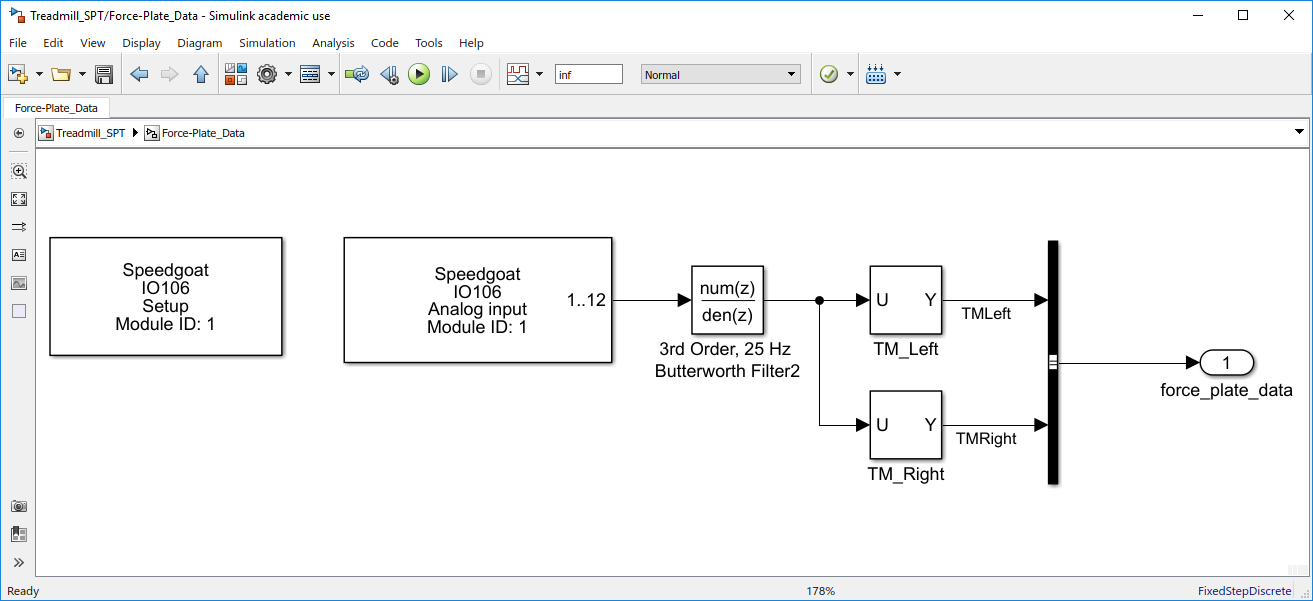 Treadmill_SPT/Force-Plate_Data - Simulink academic use
File Edit View Display Diagram Simulation Analysis Code Tools Help
inf
Normal
Force-Plate_Data
Treadmill_SPT Force-Plate_Data
Speedgoat
IO106
Setup
Module ID: 1
Speedgoat
IO106
Analog input
Module ID: 1
1..12
num(z)
den(z)
3rd Order, 25 Hz
Butterworth Filter2
U Y
TM_Left
TMLeft
U Y
TM_Right
TMRight
1
force_plate_data
Ready
178%
FixedStepDiscrete